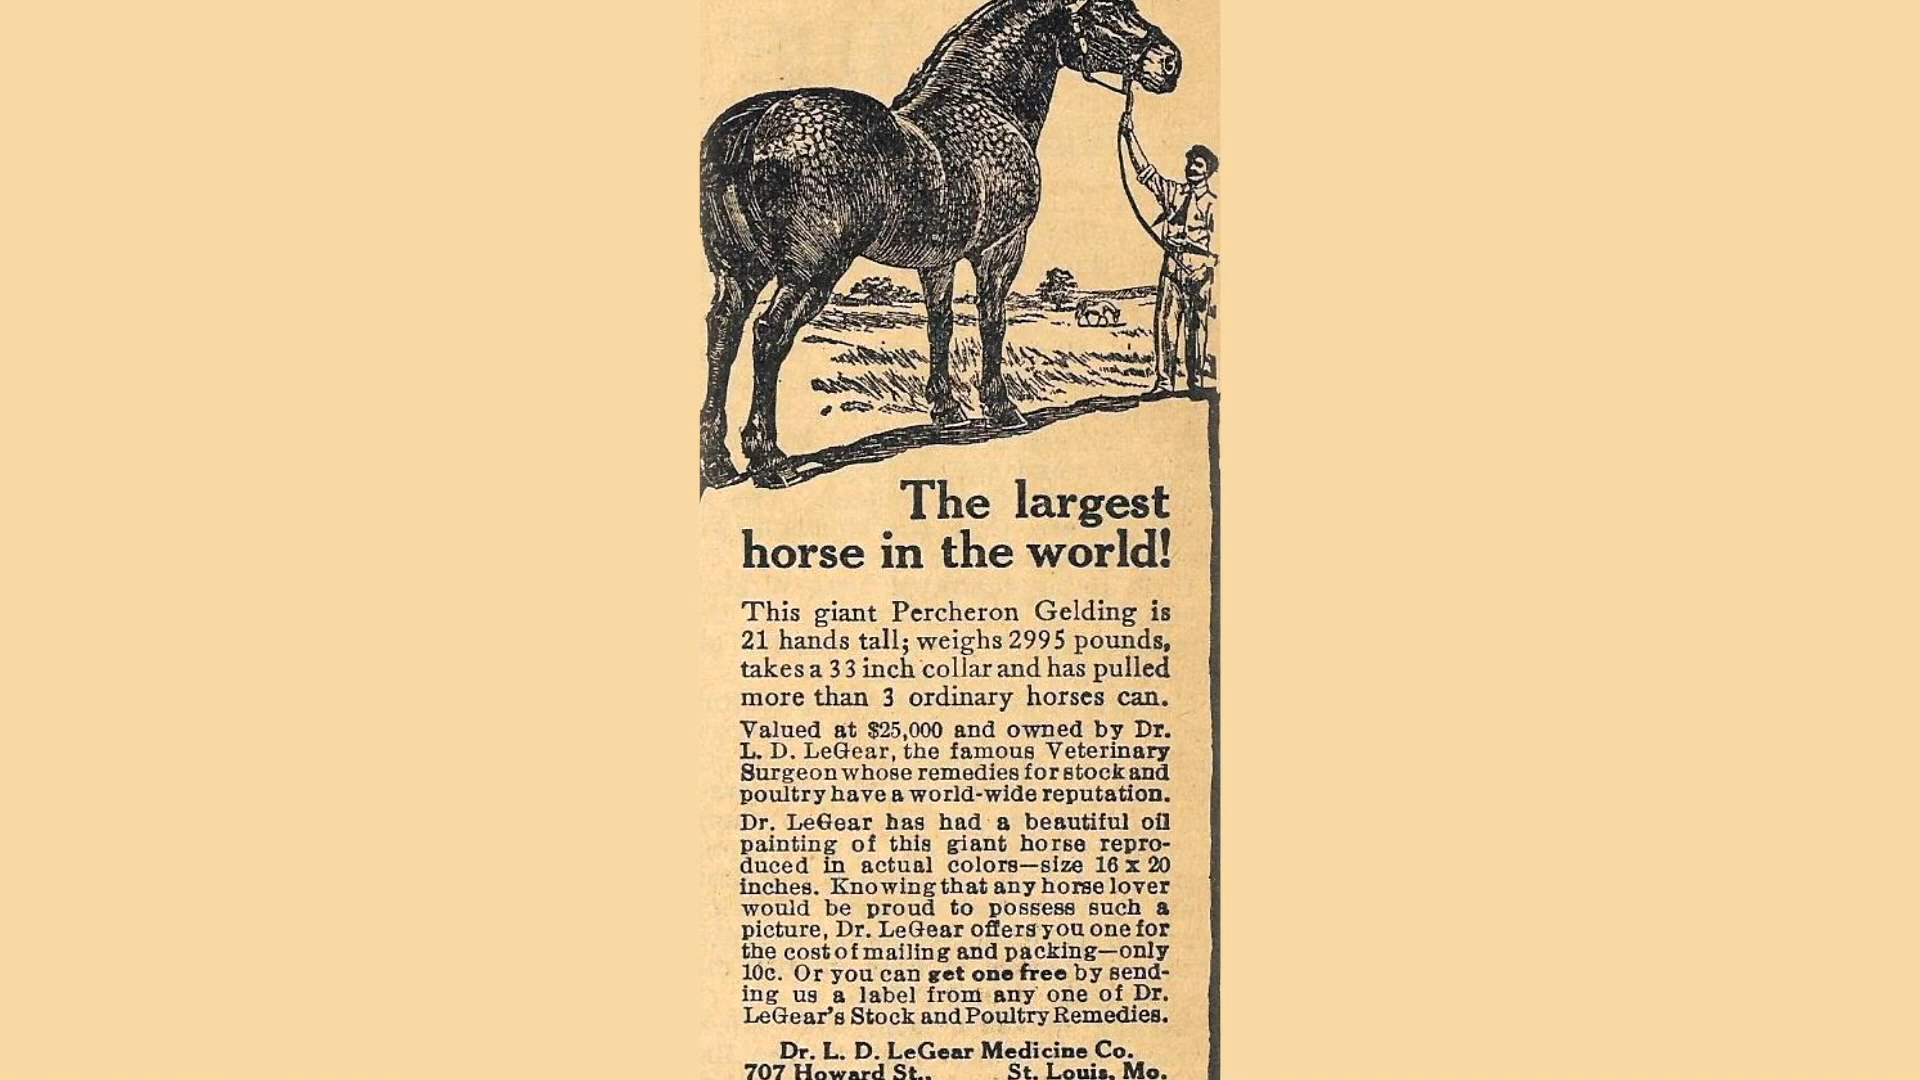 The largest
horse in the world!
This giant Percheron Gelding is
21 hands tall; weighs 2995 pounds,
takes a 33 inch collar and has pulled
more than 3 ordinary horses can.
Valued at $25,000 and owned by Dr.
L. D. LeGear, the famous Veterinary
Surgeon whose remedies for stock and
poultry have a world-wide reputation.
Dr. LeGear has had a beautiful oil
painting of this giant horse repro-
duced in actual colors—size 16 x 20
inches. Knowing that any horse lover
would be proud to possess such a
picture, Dr. LeGear offers you one for
the cost of mailing and packing—only
10c. Or you can get one free by send-
ing us a label from any one of Dr.
LeGear's Stock and Poultry Remedies.
Dr. L. D. LeGear Medicine Co.
707 Howard St., St. Louis, Mo.